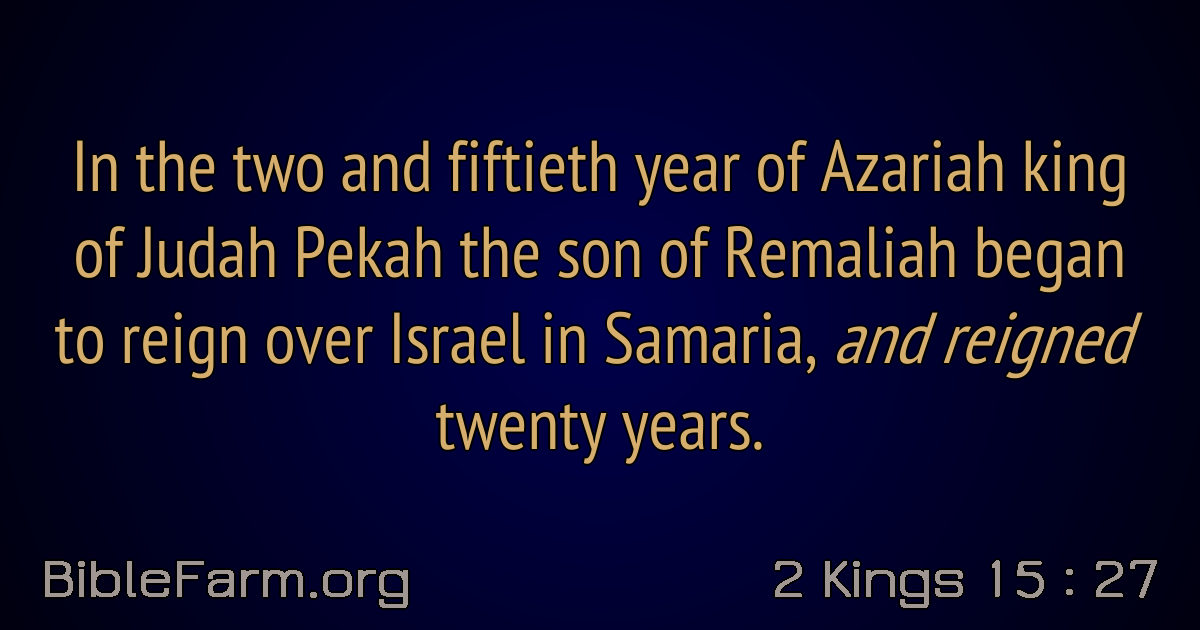 In the two and fiftieth year of Azariah king
of Judah Pekah the son of Remaliah began
to reign over Israel in Samaria, and reigned
twenty years.
BibleFarm.org
2 Kings 15 : 27